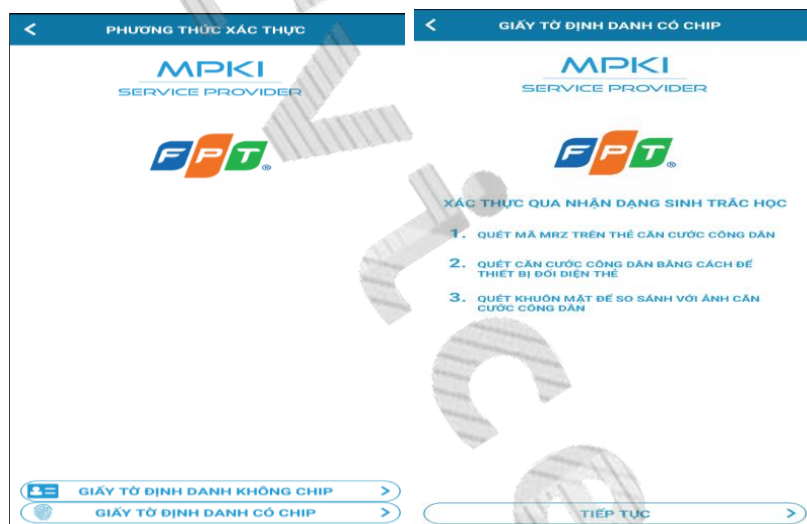 PHƯƠNG THỨC XÁC THỰC
MPKI
SERVICE PROVIDER
FPT®
GIẤY TỜ ĐỊNH DANH KHÔNG CHIP
GIẤY TỜ ĐỊNH DANH CÓ CHIP
GIẤY TỜ ĐỊNH DANH CÓ CHIP
MPKI
SERVICE PROVIDER
FPT®
XÁC THỰC QUA NHẬN DẠNG SINH TRẮC HỌC
1. QUÉT MÃ MRZ TRÊN THẺ CĂN CƯỚC CÔNG DÂN
2. QUÉT CĂN CƯỚC CÔNG DÂN BẰNG CÁCH ĐỂ
THIẾT BỊ ĐỐI DIỆN THẺ
3. QUÉT KHUÔN MẶT ĐỂ SO SÁNH VỚI ẢNH CĂN
CƯỚC CÔNG DÂN
TIẾP TỤC